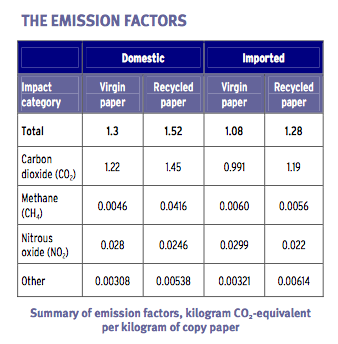 THE EMISSION FACTORS
Domestic Imported
Impact category Virgin paper Recycled paper Virgin paper Recycled paper
Total 1.3 1.52 1.08 1.28
Carbon dioxide (CO₂) 1.22 1.45 0.991 1.19
Methane (CH₄) 0.0046 0.0416 0.0060 0.0056
Nitrous oxide (NO₂) 0.028 0.0246 0.0299 0.022
Other 0.00308 0.00538 0.00321 0.00614
Summary of emission factors, kilogram CO₂-equivalent
per kilogram of copy paper